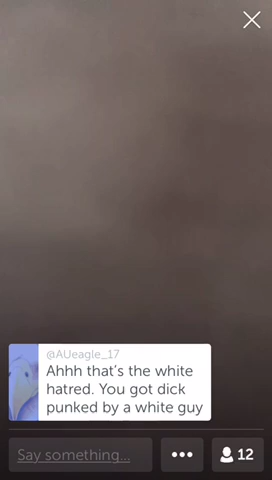 @AUeagle_17
Ahhh that's the white
hatred. You got dick
punked by a white guy
Say something...
12